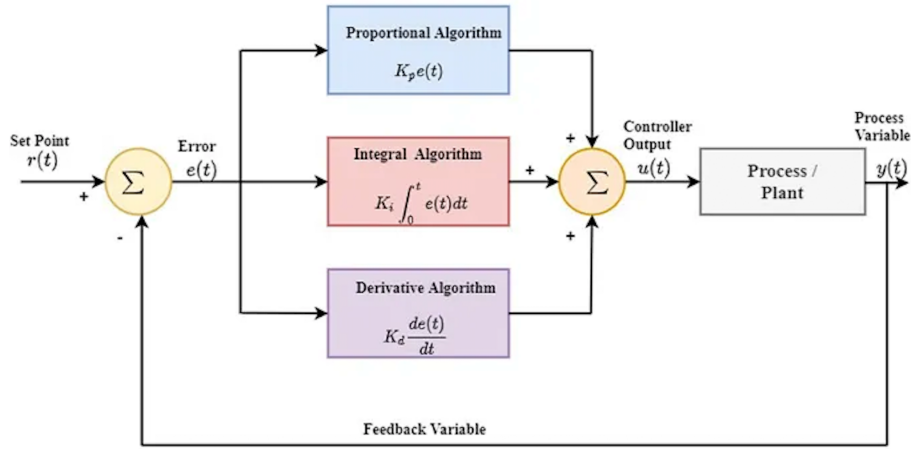 Proportional Algorithm
K_p e(t)
Set Point
r(t)
+
Σ
-
Error
e(t)
Integral Algorithm
K_i ∫_0^t e(t)dt
Derivative Algorithm
K_d de(t)/dt
+
+
+
Σ
Controller
Output
u(t)
Process /
Plant
Process
Variable
y(t)
Feedback Variable